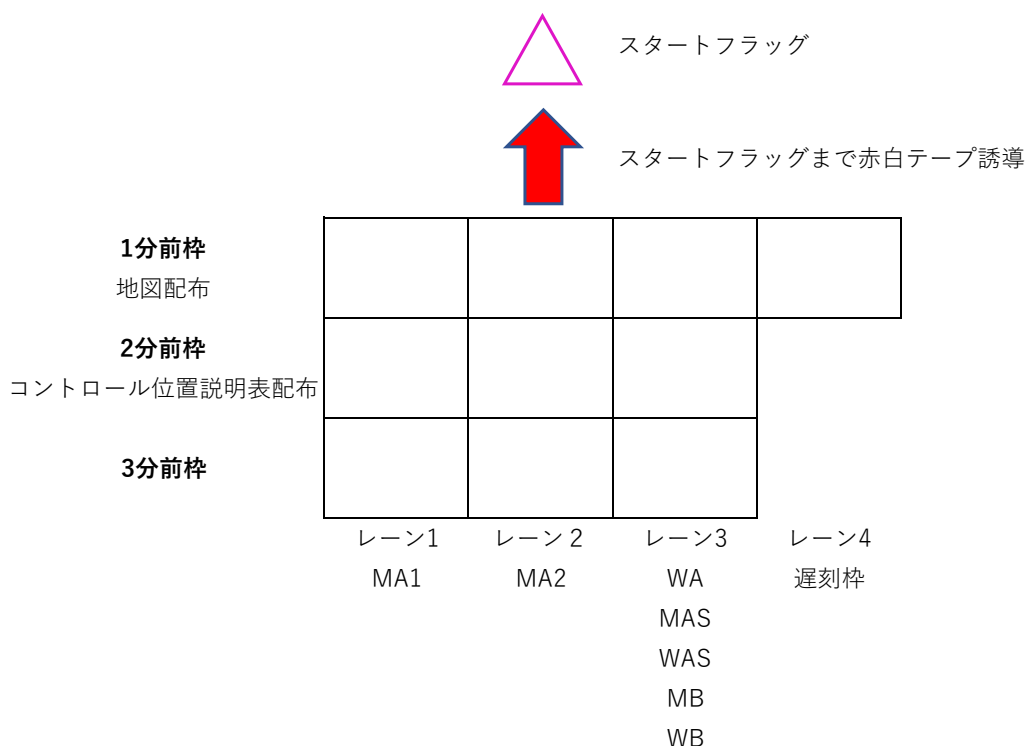 スタートフラッグ
スタートフラッグまで赤白テープ誘導
1分前枠
地図配布
2分前枠
コントロール位置説明表配布
3分前枠
レーン1 レーン２ レーン3 レーン4
MA1 MA2 WA 遅刻枠
MAS
WAS
MB
WB